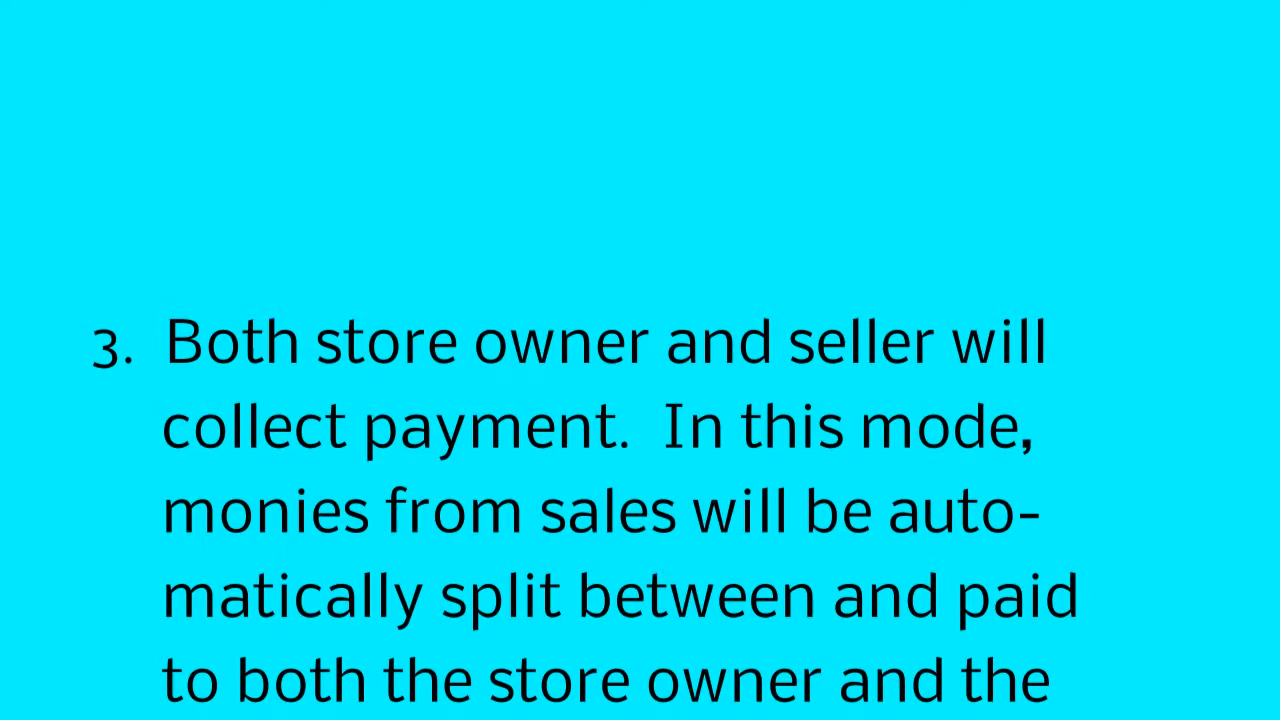 3. Both store owner and seller will
collect payment.  In this mode,
monies from sales will be auto-
matically split between and paid
to both the store owner and the